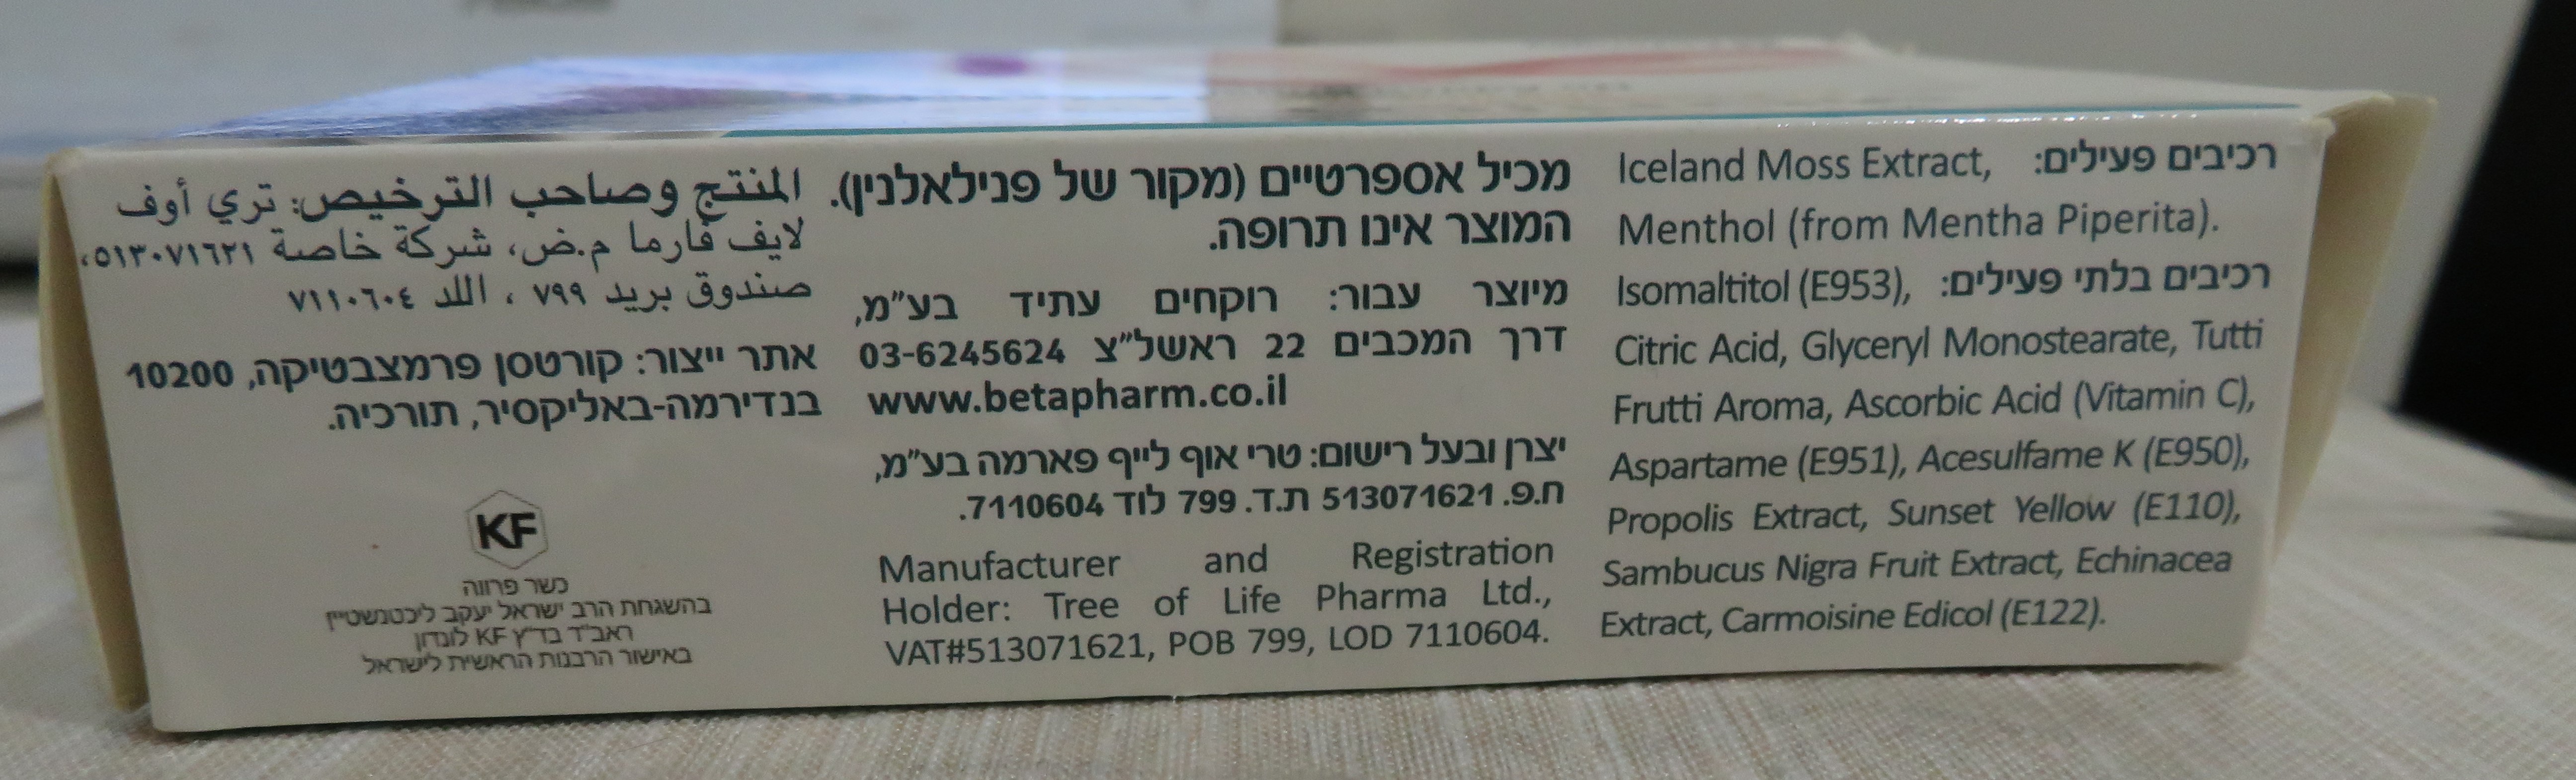 רכיבים פעילים: Iceland Moss Extract,
Menthol (from Mentha Piperita).
רכיבים בלתי פעילים: Isomaltitol (E953),
Citric Acid, Glyceryl Monostearate, Tutti
Frutti Aroma, Ascorbic Acid (Vitamin C),
Aspartame (E951), Acesulfame K (E950),
Propolis Extract, Sunset Yellow (E110),
Sambucus Nigra Fruit Extract, Echinacea
Extract, Carmoisine Edicol (E122).
מכיל אספרטיים (מקור של פנילאלנין).
המוצר אינו תרופה.
מיוצר עבור: רוקחים עתיד בע"מ,
דרך המכבים 22 ראשל"צ 03-6245624
www.betapharm.co.il
יצרן ובעל רישום: טרי אוף לייף פארמה בע"מ,
ח.פ. 513071621 ת.ד. 799 לוד 7110604.
Manufacturer and Registration
Holder: Tree of Life Pharma Ltd.,
VAT#513071621, POB 799, LOD 7110604.
المنتج وصاحب الترخيص: تري أوف
لايف فارما م.ض، شركة خاصة ٥١٣٠٧١٦٢١،
صندوق بريد ٧٩٩ ، اللد ٧١١٠٦٠٤
אתר ייצור: קורטסן פרמצבטיקה, 10200
בנדירמה-באליקסיר, תורכיה.
KF
כשר פרווה
בהשגחת הרב ישראל יעקב ליכטנשטיין
ראב"ד בד"ץ KF לונדון
באישור הרבנות הראשית לישראל